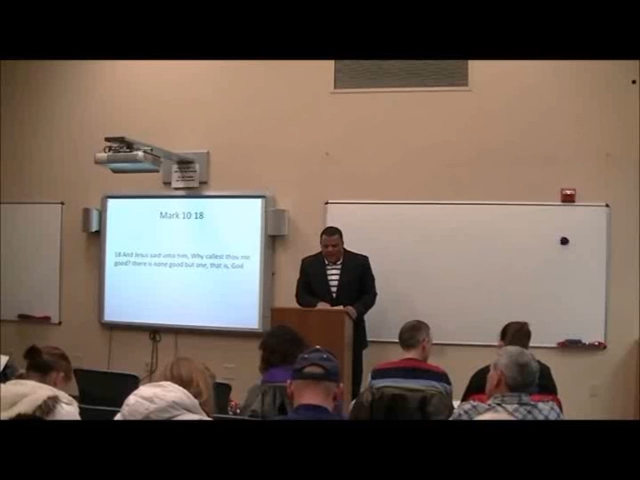 Mark 10 18
18 And Jesus said unto him, Why callest thou me
good? there is none good but one, that is, God